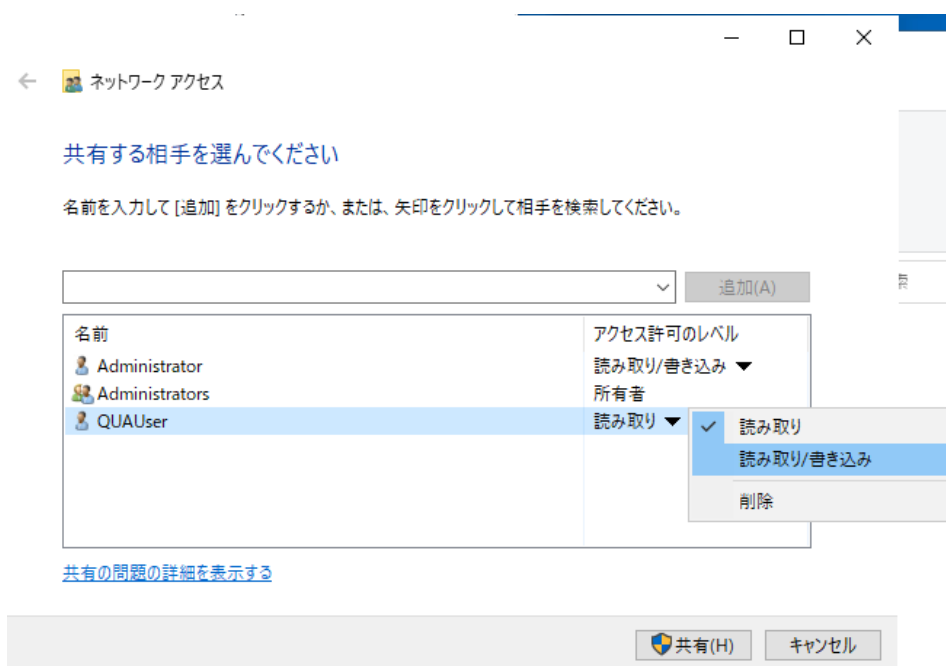 ネットワーク アクセス
共有する相手を選んでください
名前を入力して [追加] をクリックするか、または、矢印をクリックして相手を検索してください。
追加(A)
索
名前 アクセス許可のレベル
Administrator 読み取り/書き込み
Administrators 所有者
QUAUser 読み取り
読み取り
読み取り/書き込み
削除
共有の問題の詳細を表示する
共有(H) キャンセル